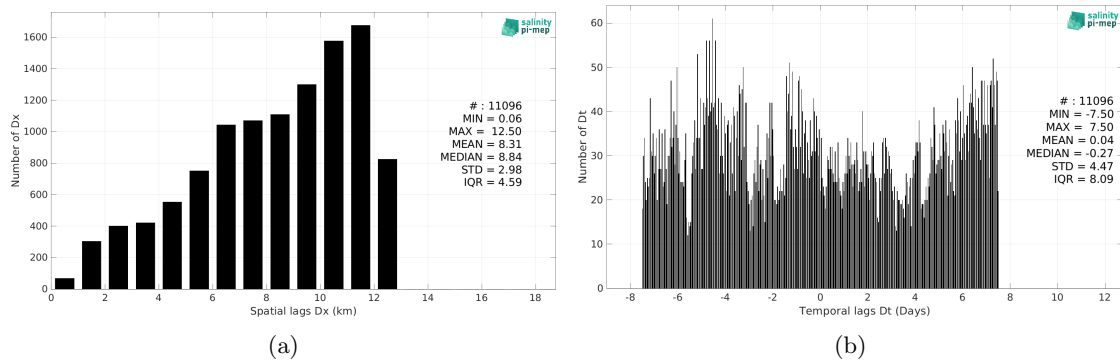 salinity
pi-mep
1600
1400
1200
1000
800
600
400
200
0
Number of Dx
# : 11096
MIN = 0.06
MAX = 12.50
MEAN = 8.31
MEDIAN = 8.84
STD = 2.98
IQR = 4.59
0 2 4 6 8 10 12 14 16 18
Spatial lags Dx (km)
(a)
salinity
pi-mep
60
50
40
30
20
10
0
Number of Dt
# : 11096
MIN = -7.50
MAX = 7.50
MEAN = 0.04
MEDIAN = -0.27
STD = 4.47
IQR = 8.09
-8 -6 -4 -2 0 2 4 6 8 10 12
Temporal lags Dt (Days)
(b)